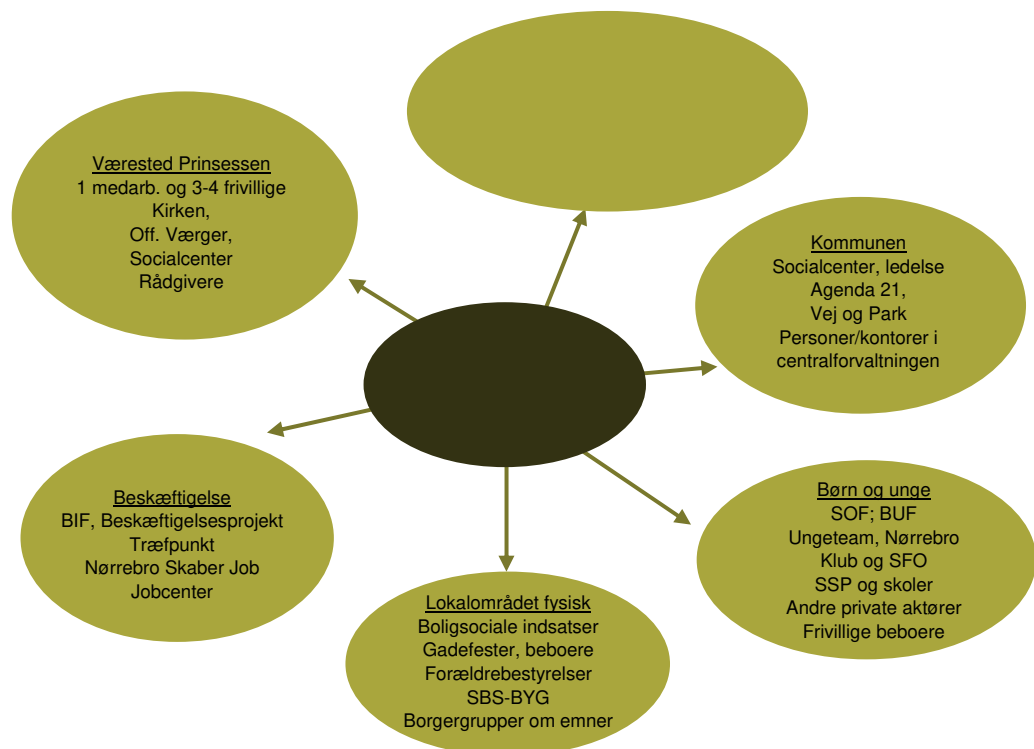 Værested Prinsessen
1 medarb. og 3-4 frivillige
Kirken,
Off. Værger,
Socialcenter
Rådgivere
Kommunen
Socialcenter, ledelse
Agenda 21,
Vej og Park
Personer/kontorer i
centralforvaltningen
Beskæftigelse
BIF, Beskæftigelsesprojekt
Træfpunkt
Nørrebro Skaber Job
Jobcenter
Lokalområdet fysisk
Boligsociale indsatser
Gadefester, beboere
Forældrebestyrelser
SBS-BYG
Borgergrupper om emner
Børn og unge
SOF; BUF
Ungeteam, Nørrebro
Klub og SFO
SSP og skoler
Andre private aktører
Frivillige beboere